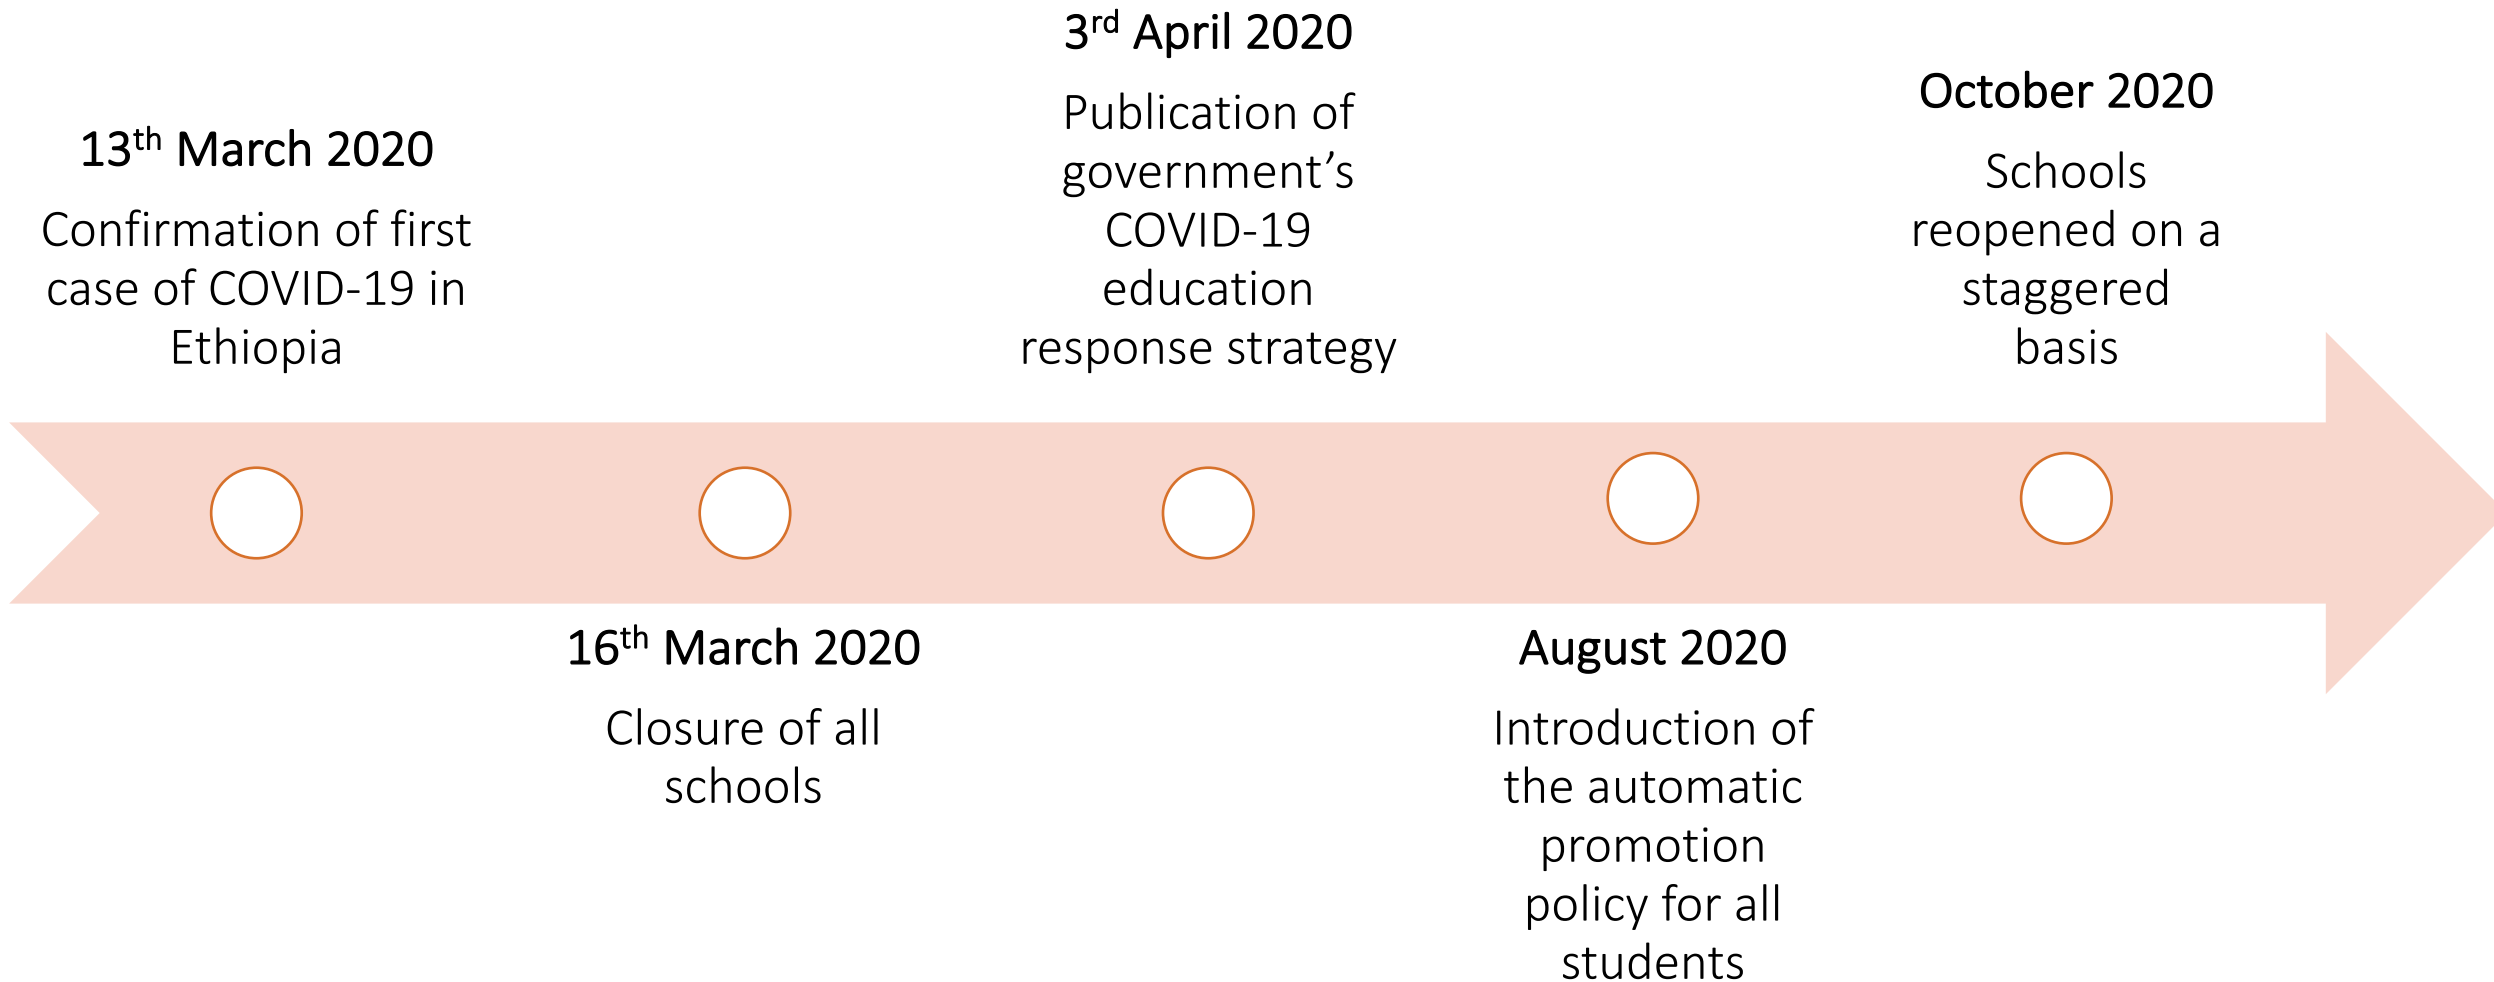 13th March 2020
Confirmation of first
case of COVID-19 in
Ethiopia
16th March 2020
Closure of all
schools
3rd April 2020
Publication of
government’s
COVID-19
education
response strategy
August 2020
Introduction of
the automatic
promotion
policy for all
students
October 2020
Schools
reopened on a
staggered
basis